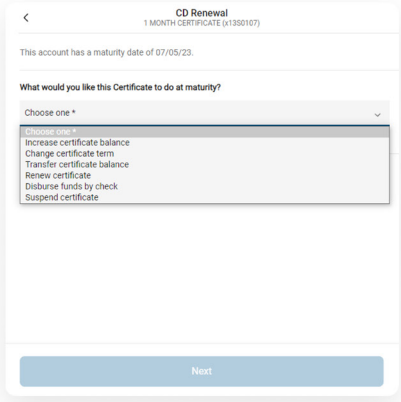 CD Renewal
1 MONTH CERTIFICATE (x13S0107)
This account has a maturity date of 07/05/23.
What would you like this Certificate to do at maturity?
Choose one *
Choose one *
Increase certificate balance
Change certificate term
Transfer certificate balance
Renew certificate
Disburse funds by check
Suspend certificate
Next